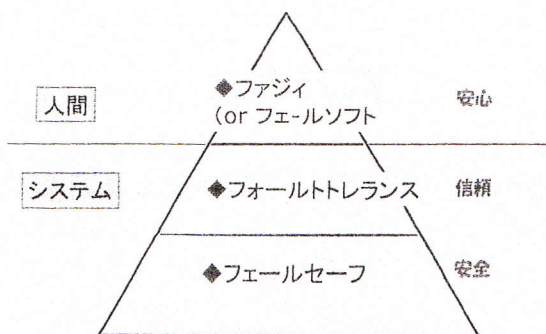 人間
◆ファジィ
(or フェールソフト
安心
システム
◆フォールトトレランス
信頼
◆フェールセーフ
安全